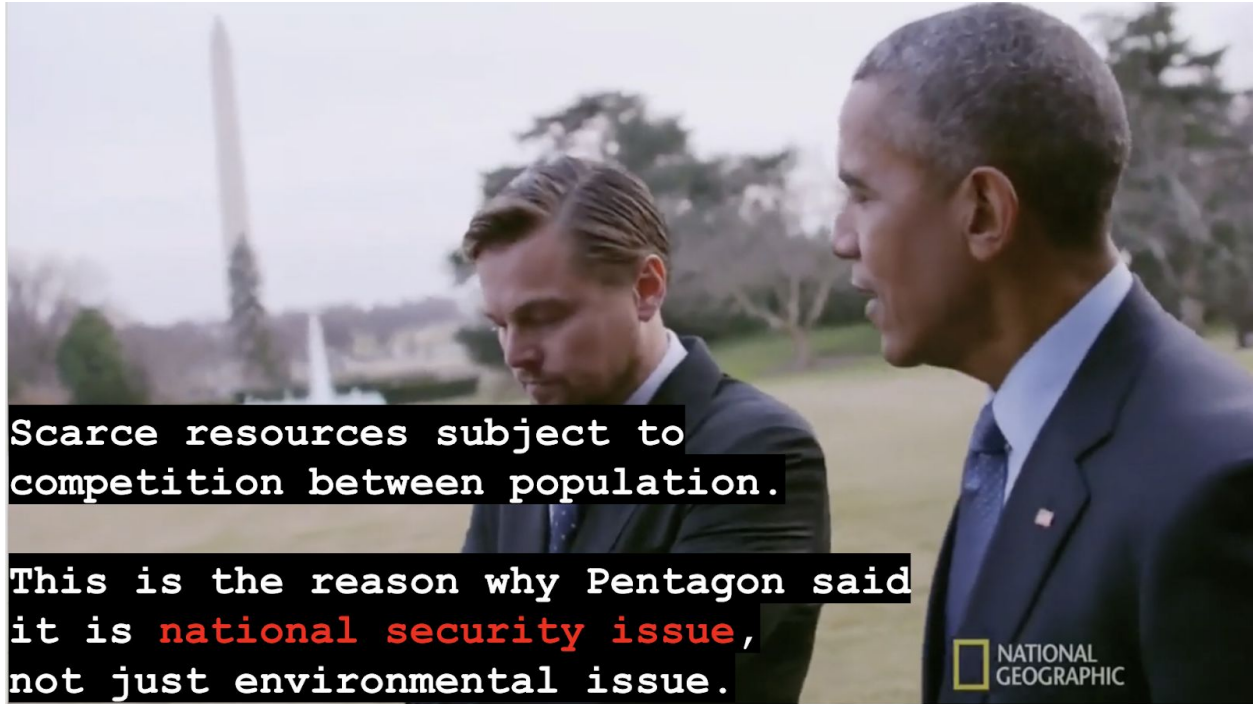 Scarce resources subject to
competition between population.
This is the reason why Pentagon said
it is national security issue,
not just environmental issue.
NATIONAL
GEOGRAPHIC